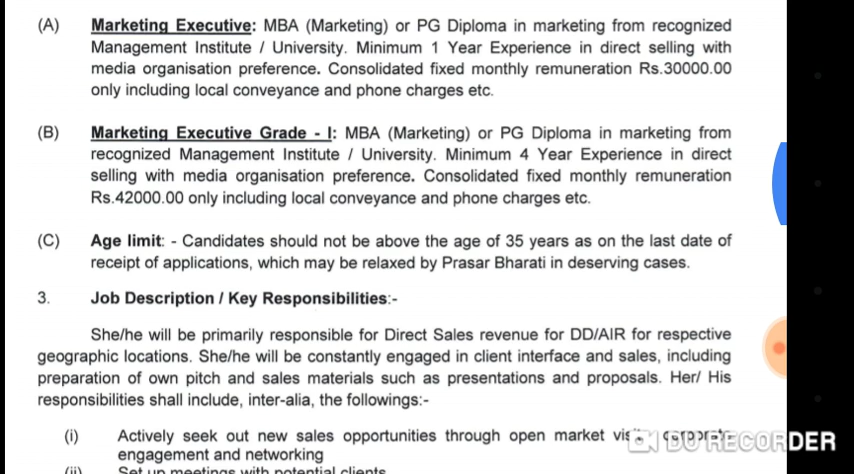 (A) Marketing Executive: MBA (Marketing) or PG Diploma in marketing from recognized
Management Institute / University. Minimum 1 Year Experience in direct selling with
media organisation preference. Consolidated fixed monthly remuneration Rs.30000.00
only including local conveyance and phone charges etc.
(B) Marketing Executive Grade - I: MBA (Marketing) or PG Diploma in marketing from
recognized Management Institute / University. Minimum 4 Year Experience in direct
selling with media organisation preference. Consolidated fixed monthly remuneration
Rs.42000.00 only including local conveyance and phone charges etc.
(C) Age limit: - Candidates should not be above the age of 35 years as on the last date of
receipt of applications, which may be relaxed by Prasar Bharati in deserving cases.
3. Job Description / Key Responsibilities:-
She/he will be primarily responsible for Direct Sales revenue for DD/AIR for respective
geographic locations. She/he will be constantly engaged in client interface and sales, including
preparation of own pitch and sales materials such as presentations and proposals. Her/ His
responsibilities shall include, inter-alia, the followings:-
(i) Actively seek out new sales opportunities through open market
engagement and networking
(ii) Set up meetings with potential clients
DU RECORDER